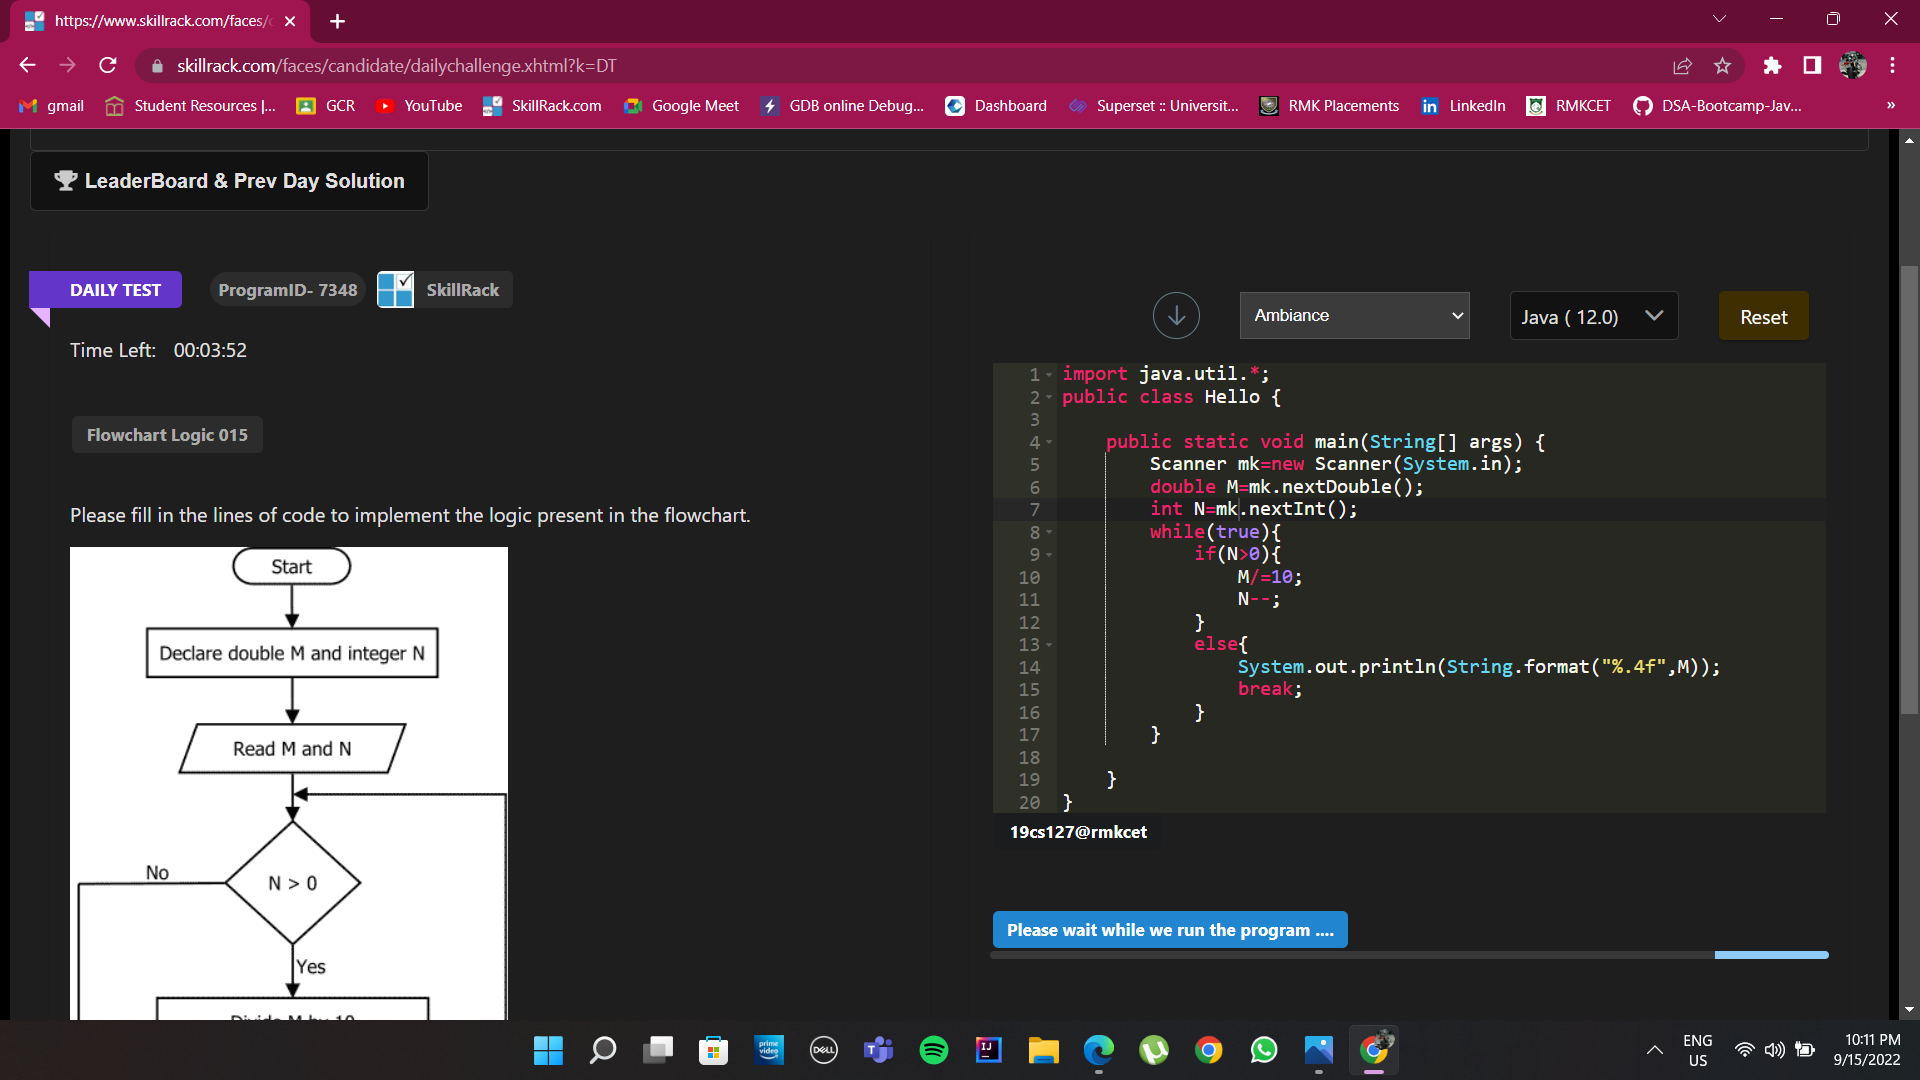 https://www.skillrack.com/faces/c
skillrack.com/faces/candidate/dailychallenge.xhtml?k=DT
gmail
Student Resources |...
GCR
YouTube
SkillRack.com
Google Meet
GDB online Debug...
Dashboard
Superset :: Universit...
RMK Placements
LinkedIn
RMKCET
DSA-Bootcamp-Jav...
»
LeaderBoard & Prev Day Solution
DAILY TEST
ProgramID- 7348
SkillRack
Time Left: 00:03:52
Flowchart Logic 015
Please fill in the lines of code to implement the logic present in the flowchart.
Start
Declare double M and integer N
Read M and N
N > 0
No
Yes
Divide M by 10
Ambiance
Java ( 12.0)
Reset
1 import java.util.*;
2 public class Hello {
3
4 public static void main(String[] args) {
5 Scanner mk=new Scanner(System.in);
6 double M=mk.nextDouble();
7 int N=mk.nextInt();
8 while(true){
9 if(N>0){
10 M/=10;
11 N--;
12 }
13 else{
14 System.out.println(String.format("%.4f",M));
15 break;
16 }
17 }
18
19 }
20 }
19cs127@rmkcet
Please wait while we run the program ....
prime video
DELL
IJ
ENG
US
10:11 PM
9/15/2022